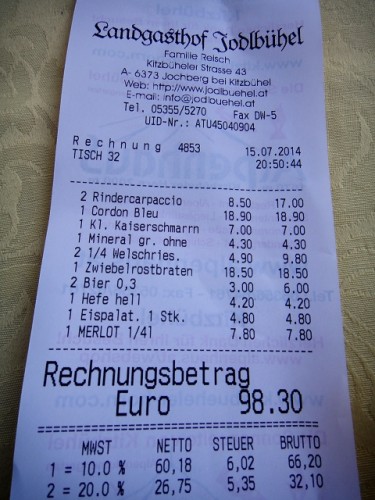 Landgasthof Jodlbühel
Familie Reisch
Kitzbüheler Strasse 43
A- 6373 Jochberg bei Kitzbühel
Web: http://www.jodlbuehel.at
E-mail: info@jodlbuehel.at
Tel. 05355/5270 Fax DW-5
UID-Nr.: ATU45040904
Rechnung 4853 15.07.2014
TISCH 32 20:50:44
2 Rindercarpaccio 8.50 17.00
1 Cordon Bleu 18.90 18.90
1 Kl. Kaiserschmarrn 7.00 7.00
1 Mineral gr. ohne 4.30 4.30
2 1/4 Welschries. 4.90 9.80
1 Zwiebelrostbraten 18.50 18.50
2 Bier 0,3 3.00 6.00
1 Hefe hell 4.20 4.20
1 Eispalat. 1 Stk. 4.80 4.80
1 MERLOT 1/4l 7.80 7.80
Rechnungsbetrag
Euro 98.30
MWST NETTO STEUER BRUTTO
1 = 10.0 % 60,18 6,02 66,20
2 = 20.0 % 26,75 5,35 32,10